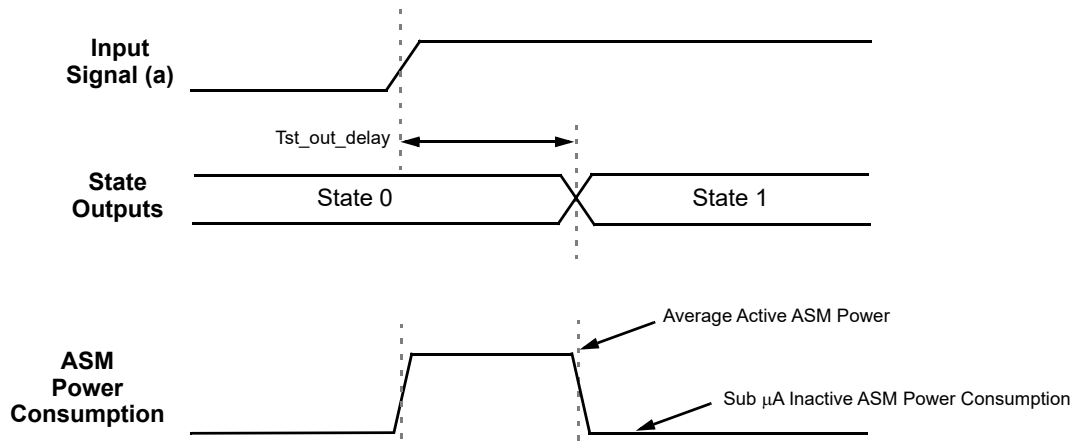 Input
Signal (a)
Tst_out_delay
State
Outputs
State 0
State 1
Average Active ASM Power
ASM
Power
Consumption
Sub μA Inactive ASM Power Consumption